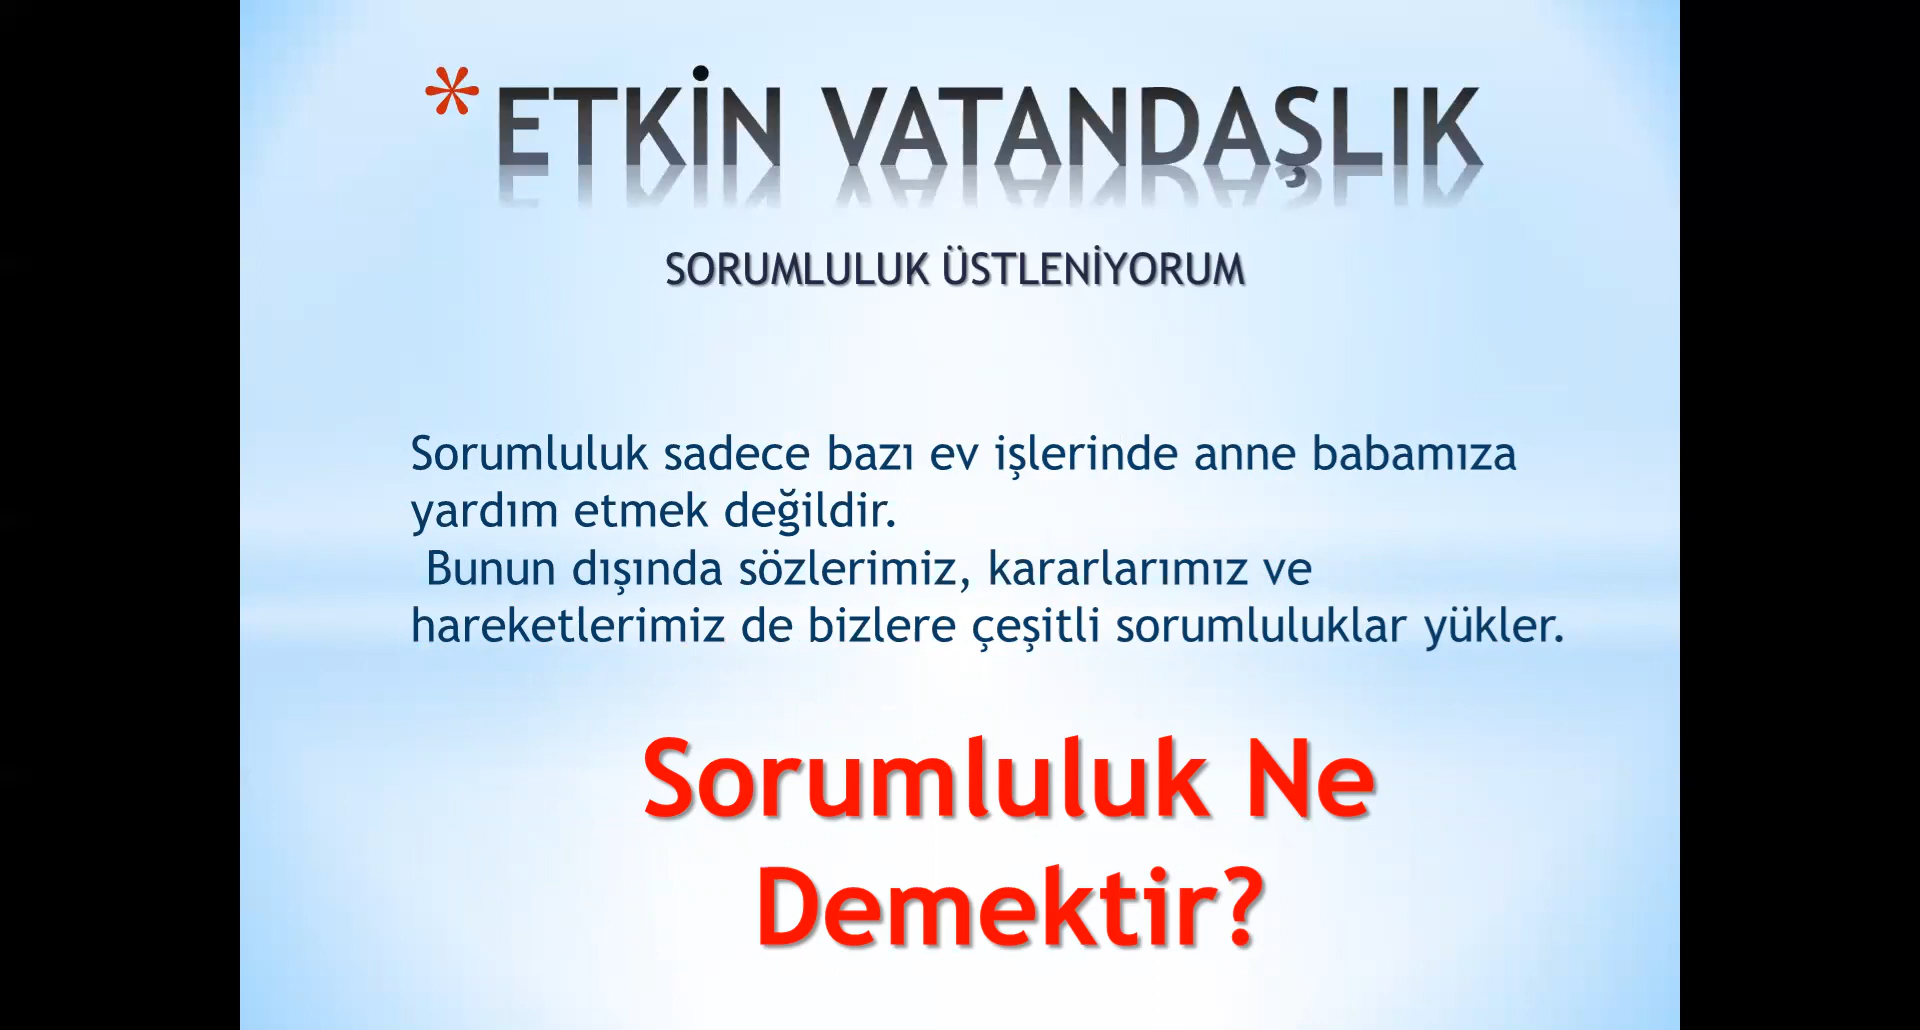 * ETKİN VATANDAŞLIK
SORUMLULUK ÜSTLENİYORUM
Sorumluluk sadece bazı ev işlerinde anne babamıza
yardım etmek değildir.
Bunun dışında sözlerimiz, kararlarımız ve
hareketlerimiz de bizlere çeşitli sorumluluklar yükler.
Sorumluluk Ne
Demektir?